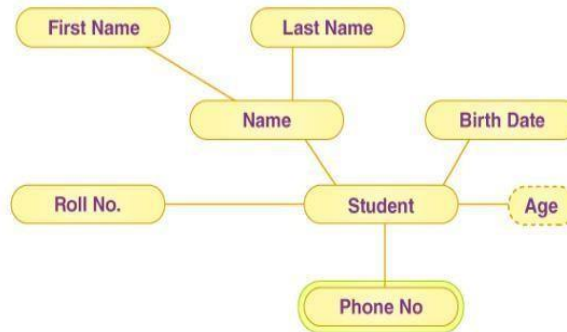 First Name
Last Name
Name
Birth Date
Roll No.
Student
Age
Phone No